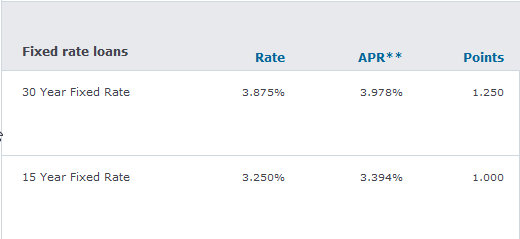 Fixed rate loans Rate APR** Points
30 Year Fixed Rate 3.875% 3.978% 1.250
15 Year Fixed Rate 3.250% 3.394% 1.000